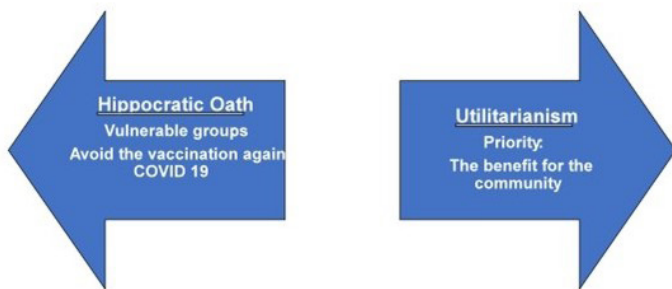 Hippocratic Oath
Vulnerable groups
Avoid the vaccination again
COVID 19
Utilitarianism
Priority:
The benefit for the
community